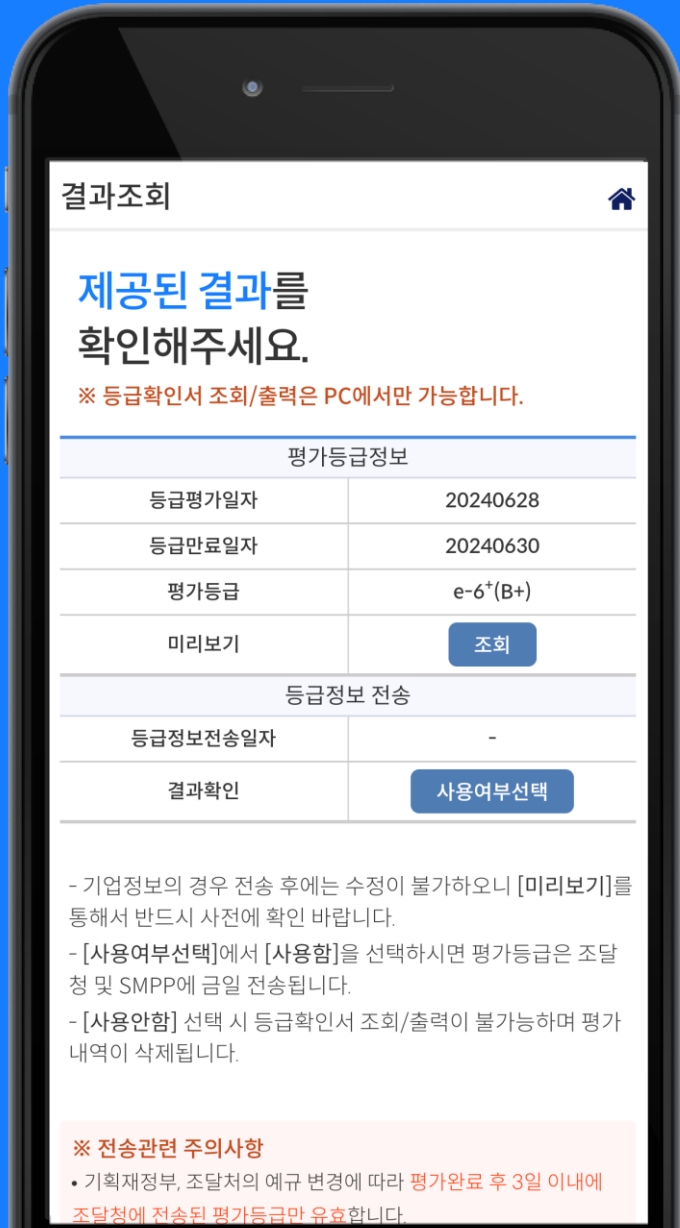 결과조회
제공된 결과를
확인해주세요.
※ 등급확인서 조회/출력은 PC에서만 가능합니다.
평가등급정보
등급평가일자 20240628
등급만료일자 20240630
평가등급 e-6⁺(B+)
미리보기 조회
등급정보 전송
등급정보전송일자 -
결과확인 사용여부선택
- 기업정보의 경우 전송 후에는 수정이 불가하오니 [미리보기]를
통해서 반드시 사전에 확인 바랍니다.
- [사용여부선택]에서 [사용함]을 선택하시면 평가등급은 조달
청 및 SMPP에 금일 전송됩니다.
- [사용안함] 선택 시 등급확인서 조회/출력이 불가능하며 평가
내역이 삭제됩니다.
※ 전송관련 주의사항
• 기획재정부, 조달처의 예규 변경에 따라 평가완료 후 3일 이내에
조달청에 전송된 평가등급만 유효합니다.